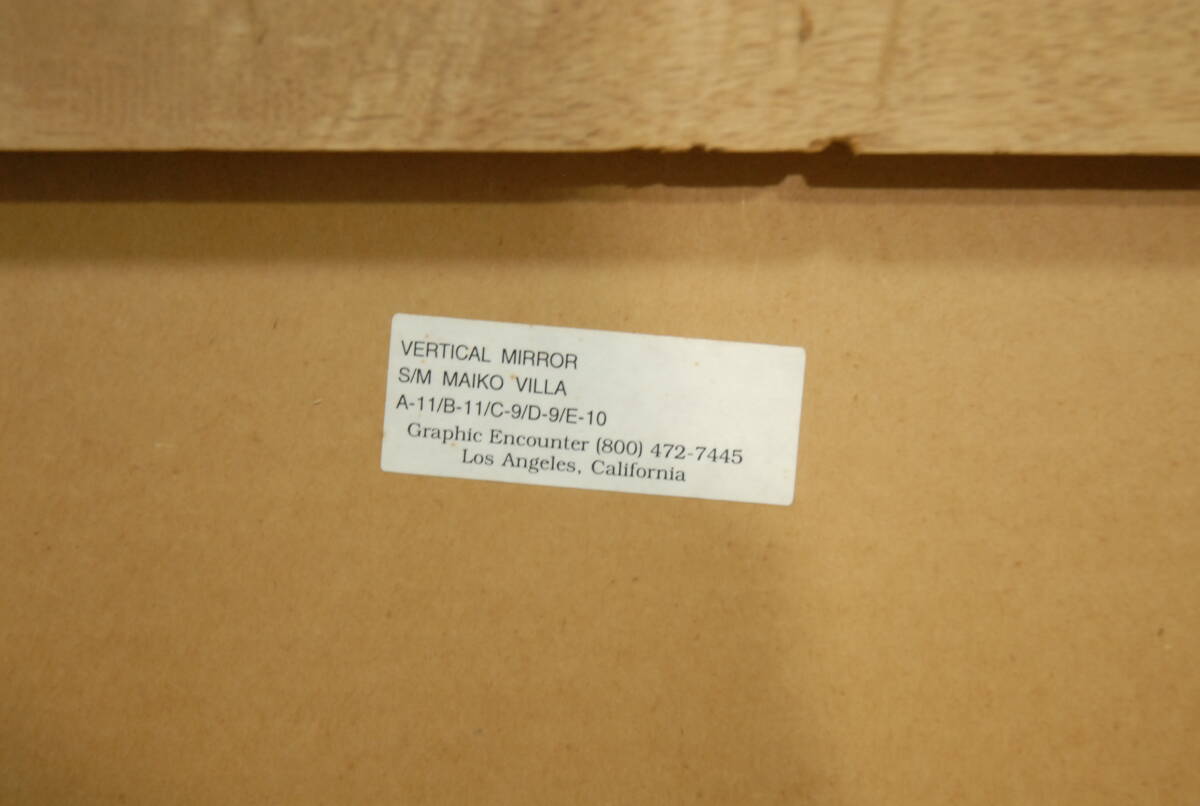 VERTICAL MIRROR
S/M MAIKO VILLA
A-11/B-11/C-9/D-9/E-10
Graphic Encounter (800) 472-7445
Los Angeles, California